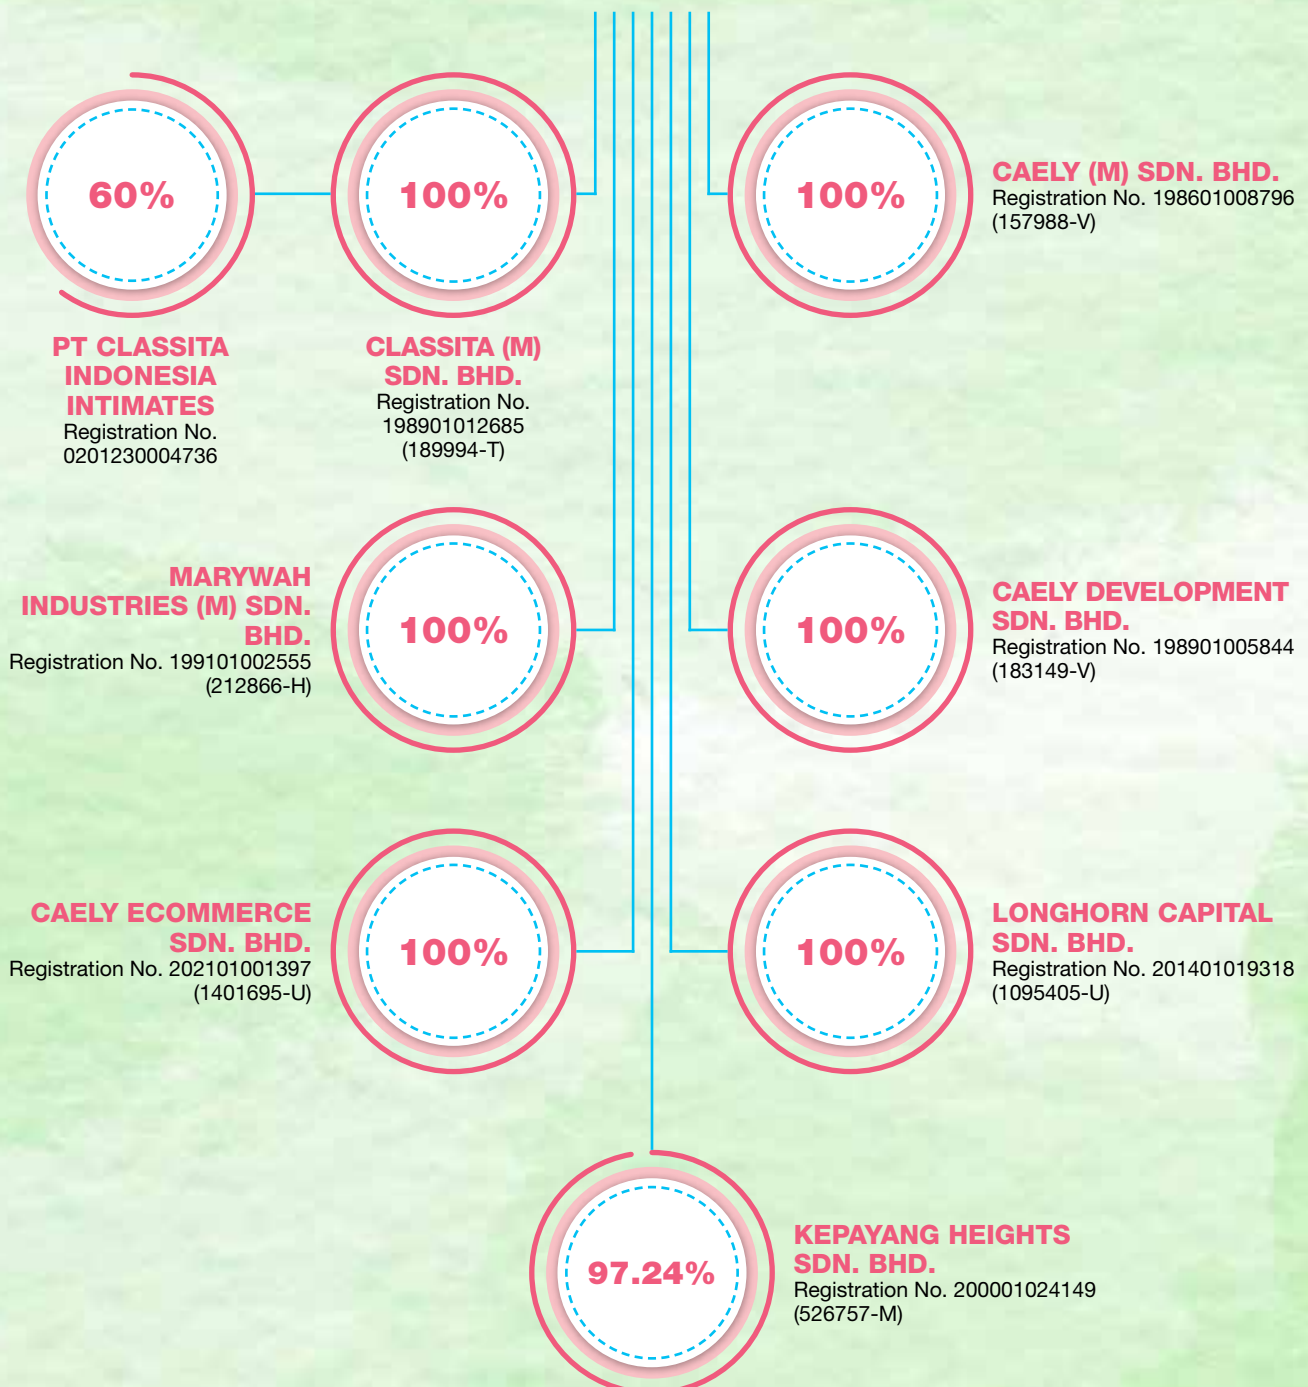 60%
PT CLASSITA
INDONESIA
INTIMATES
Registration No.
0201230004736
100%
CLASSITA (M)
SDN. BHD.
Registration No.
198901012685
(189994-T)
100%
CAELY (M) SDN. BHD.
Registration No. 198601008796
(157988-V)
MARYWAH
INDUSTRIES (M) SDN.
BHD.
Registration No. 199101002555
(212866-H)
100%
100%
CAELY DEVELOPMENT
SDN. BHD.
Registration No. 198901005844
(183149-V)
CAELY ECOMMERCE
SDN. BHD.
Registration No. 202101001397
(1401695-U)
100%
100%
LONGHORN CAPITAL
SDN. BHD.
Registration No. 201401019318
(1095405-U)
97.24%
KEPAYANG HEIGHTS
SDN. BHD.
Registration No. 200001024149
(526757-M)